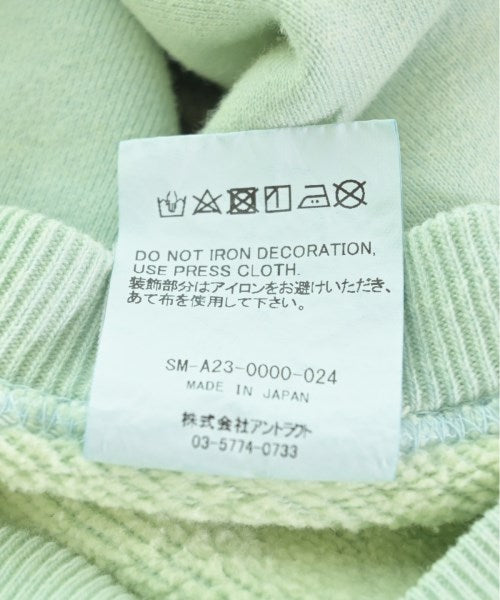 DO NOT IRON DECORATION,
USE PRESS CLOTH.
装飾部分はアイロンをお避けいただき、
あて布を使用して下さい。
SM-A23-0000-024
MADE IN JAPAN
株式会社アントラクト
03-5774-0733